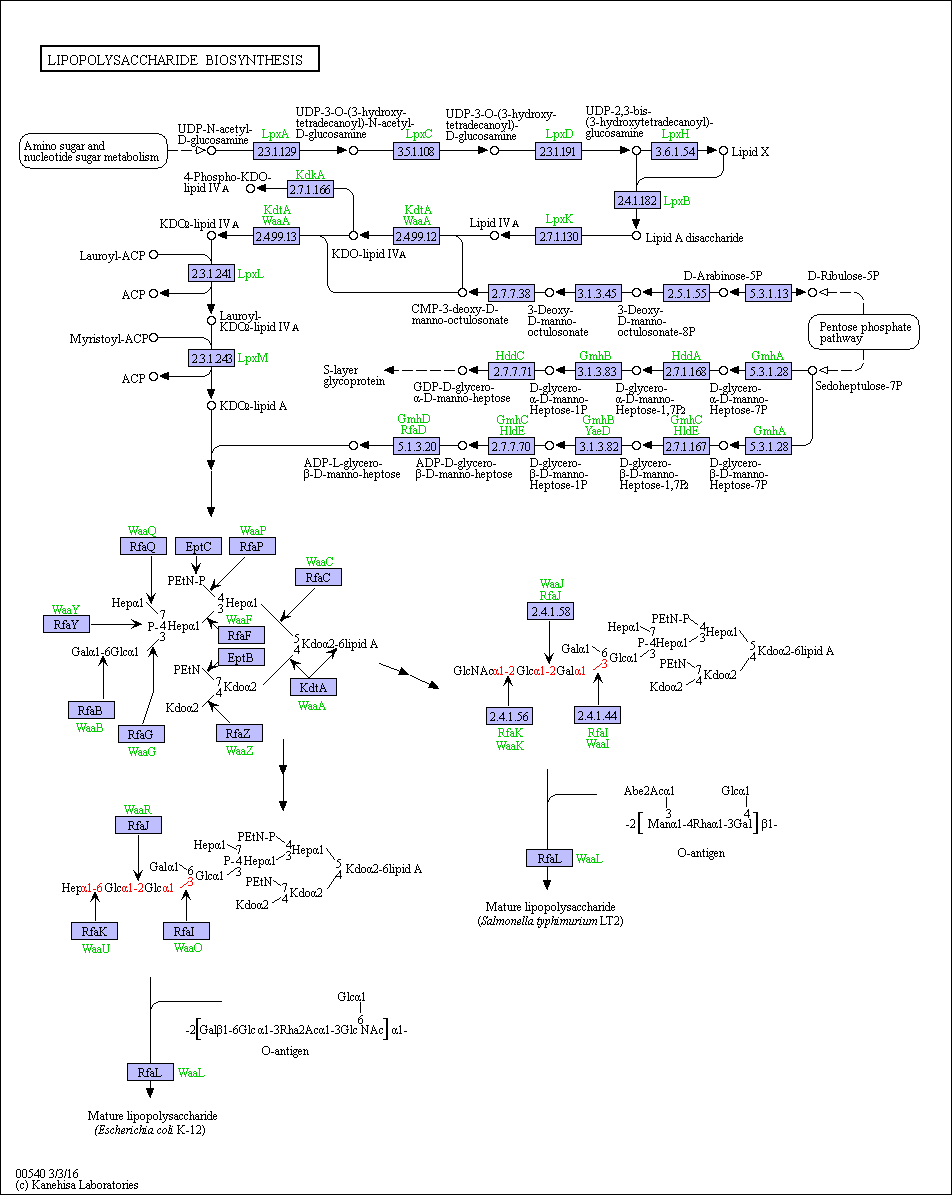 LIPOPOLYSACCHARIDE BIOSYNTHESIS
UDP-N-acetyl-
D-glucosamine
LpxA
UDP-3-O-(3-hydroxy-
tetradecanoyl)-N-acetyl-
D-glucosamine
LpxC
UDP-3-O-(3-hydroxy-
tetradecanoyl)-
D-glucosamine
LpxD
UDP-2,3-bis-
(3-hydroxytetradecanoyl)-
glucosamine
LpxH
Amino sugar and
nucleotide sugar metabolism
2.3.1.129
3.5.1.108
2.3.1.191
3.6.1.54
Lipid X
4-Phospho-KDO-
lipid IVA
KdkA
2.7.1.166
2.4.1.182
LpxB
KDO2-lipid IVA
KdtA
WaaA
2.4.99.13
KDO-lipid IVA
KdtA
WaaA
2.4.99.12
Lipid IVA
LpxK
2.7.1.130
Lipid A disaccharide
Lauroyl-ACP
2.3.1.241
LpxL
ACP
CMP-3-deoxy-D-
manno-octulosonate
2.7.7.38
3-Deoxy-
D-manno-
octulosonate
3.1.3.45
3-Deoxy-
D-manno-
octulosonate-8P
2.5.1.55
D-Arabinose-5P
5.3.1.13
D-Ribulose-5P
Lauroyl-
KDO2-lipid IVA
Pentose phosphate
pathway
Myristoyl-ACP
2.3.1.243
LpxM
ACP
S-layer
glycoprotein
GDP-D-glycero-
α-D-manno-heptose
HddC
2.7.7.71
D-glycero-
α-D-manno-
Heptose-1P
GmhB
3.1.3.83
D-glycero-
α-D-manno-
Heptose-1,7P2
HddA
2.7.1.168
D-glycero-
α-D-manno-
Heptose-7P
GmhA
5.3.1.28
Sedoheptulose-7P
KDO2-lipid A
ADP-L-glycero-
β-D-manno-heptose
GmhD
RfaD
5.1.3.20
ADP-D-glycero-
β-D-manno-heptose
GmhC
HldE
2.7.7.70
D-glycero-
β-D-manno-
Heptose-1P
GmhB
YaeD
3.1.3.82
D-glycero-
β-D-manno-
Heptose-1,7P2
GmhC
HldE
2.7.1.167
D-glycero-
β-D-manno-
Heptose-7P
GmhA
5.3.1.28
WaaQ
RfaQ
EptC
WaaP
RfaP
WaaC
RfaC
PEtN-P
Hepα1
4
3
Hepα1
WaaY
RfaY
7
P-4
3
Hepα1
WaaF
RfaF
5
4
Kdoα2-6lipid A
Galα1-6Glcα1
EptB
PEtN
7
4
Kdoα2
Kdoα2
KdtA
WaaA
RfaB
WaaB
RfaG
WaaG
RfaZ
WaaZ
WaaJ
RfaJ
2.4.1.58
PEtN-P
4
3
Hepα1
Hepα1
7
P-4
3
Hepα1
Galα1
6
3
Glcα1
5
4
Kdoα2-6lipid A
GlcNAcα1-2Glcα1-2Galα1
PEtN
7
4
Kdoα2
Kdoα2
2.4.1.56
RfaK
WaaK
2.4.1.44
RfaI
WaaI
Abe2Acα1
3
Glcα1
4
-2[ Manα1-4Rhaα1-3Gal ] β1-
O-antigen
RfaL
WaaL
Mature lipopolysaccharide
(Salmonella typhimurium LT2)
WaaR
RfaJ
PEtN-P
4
3
Hepα1
Hepα1
7
P-4
3
Hepα1
Galα1
6
3
Glcα1
5
4
Kdoα2-6lipid A
Hepα1-6Glcα1-2Glcα1
PEtN
7
4
Kdoα2
Kdoα2
RfaK
WaaU
RfaI
WaaO
Glcα1
6
-2[Galβ1-6Glcα1-3Rha2Acα1-3GlcNAc] α1-
O-antigen
RfaL
WaaL
Mature lipopolysaccharide
(Escherichia coli K-12)
00540 3/3/16
(c) Kanehisa Laboratories